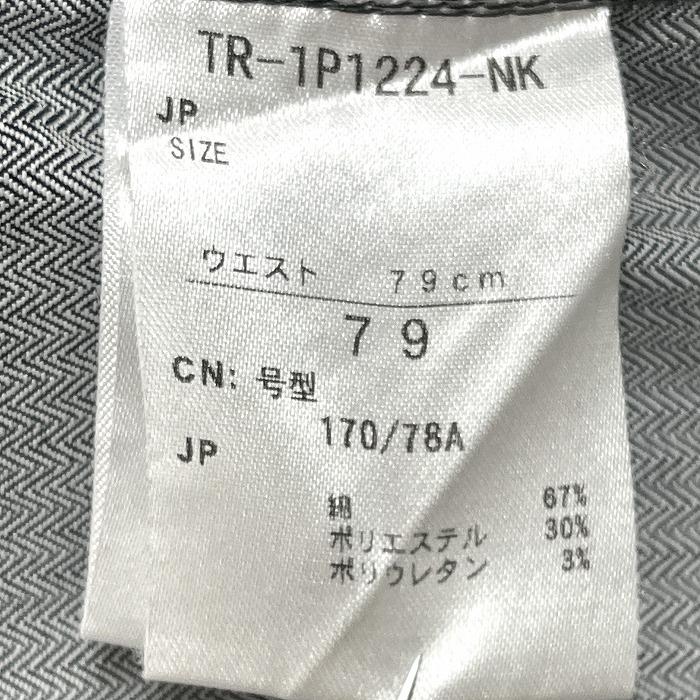 TR-1P1224-NK
JP
SIZE
ウエスト 79cm
79
CN: 号型
170/78A
JP
綿 67%
ポリエステル 30%
ポリウレタン 3%